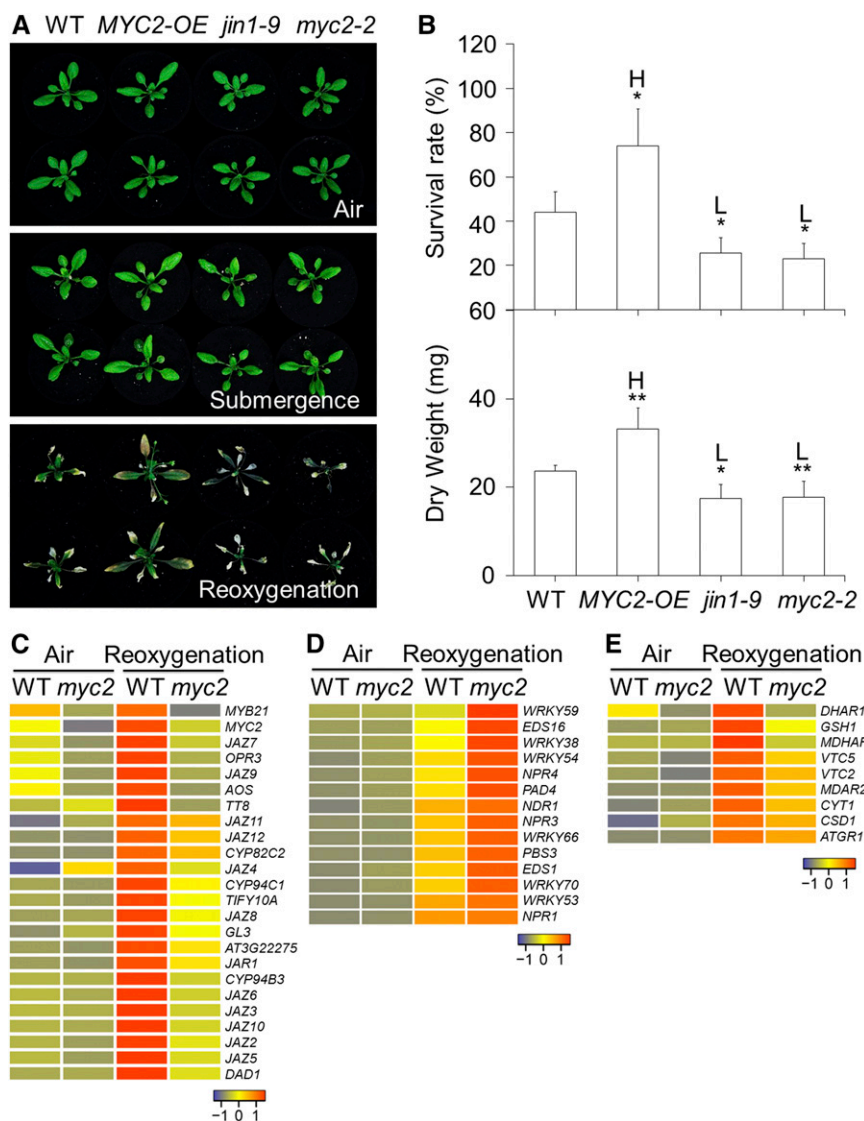 A WT MYC2-OE jin1-9 myc2-2
Air
Submergence
Reoxygenation
B
120
100
80
60
40
20
60
Survival rate (%)
H
*
L
*
L
*
40
20
0
Dry Weight (mg)
H
**
L
*
L
**
WT MYC2-OE jin1-9 myc2-2
C Air Reoxygenation
WT myc2 WT myc2
MYB21
MYC2
JAZ7
OPR3
JAZ9
AOS
TT8
JAZ11
JAZ12
CYP82C2
JAZ4
CYP94C1
TIFY10A
JAZ8
GL3
AT3G22275
JAR1
CYP94B3
JAZ6
JAZ3
JAZ10
JAZ2
JAZ5
DAD1
−1 0 1
D Air Reoxygenation
WT myc2 WT myc2
WRKY59
EDS16
WRKY38
WRKY54
NPR4
PAD4
NDR1
NPR3
WRKY66
PBS3
EDS1
WRKY70
WRKY53
NPR1
−1 0 1
E Air Reoxygenation
WT myc2 WT myc2
DHAR1
GSH1
MDHAR
VTC5
VTC2
MDAR2
CYT1
CSD1
ATGR1
−1 0 1